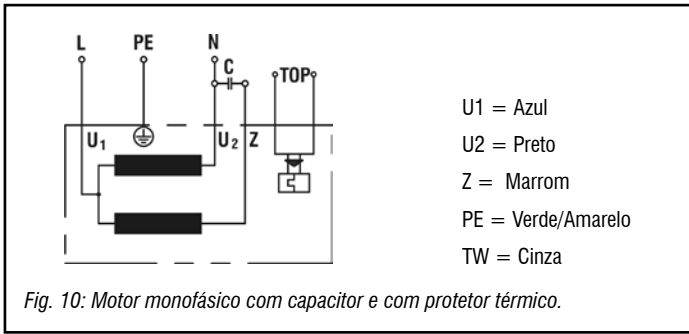 L PE N
C
TOP
U1 U2 Z
U1 = Azul
U2 = Preto
Z = Marrom
PE = Verde/Amarelo
TW = Cinza
Fig. 10: Motor monofásico com capacitor e com protetor térmico.